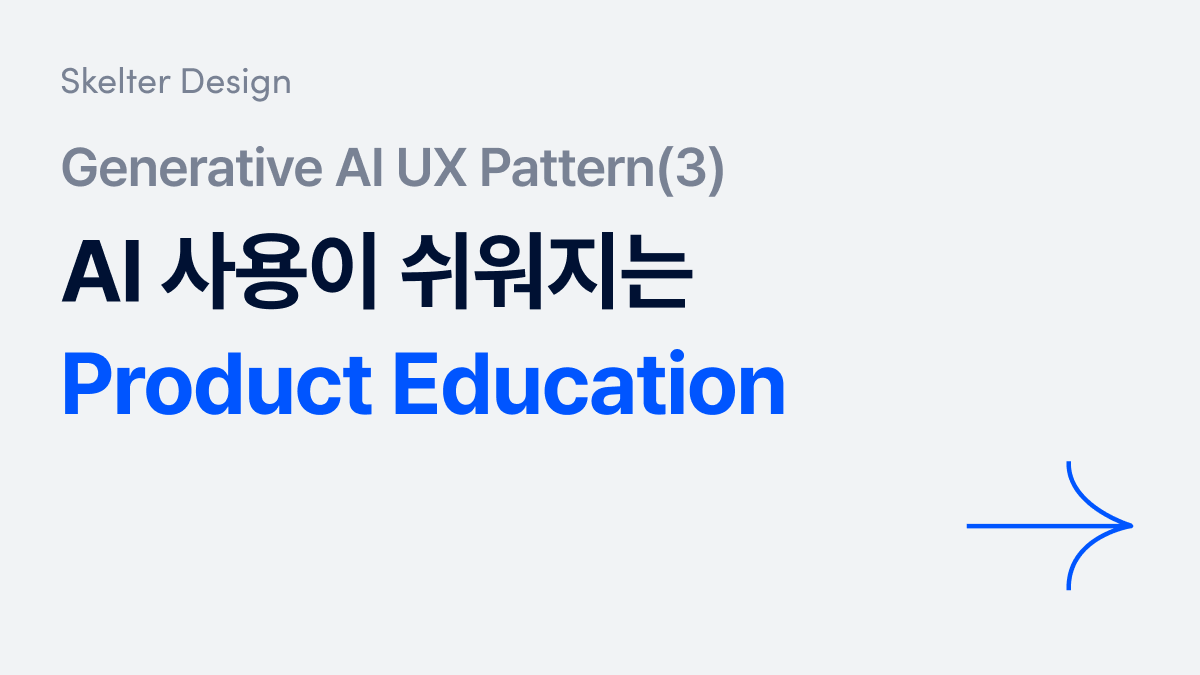 Skelter Design
Generative AI UX Pattern(3)
AI 사용이 쉬워지는
Product Education